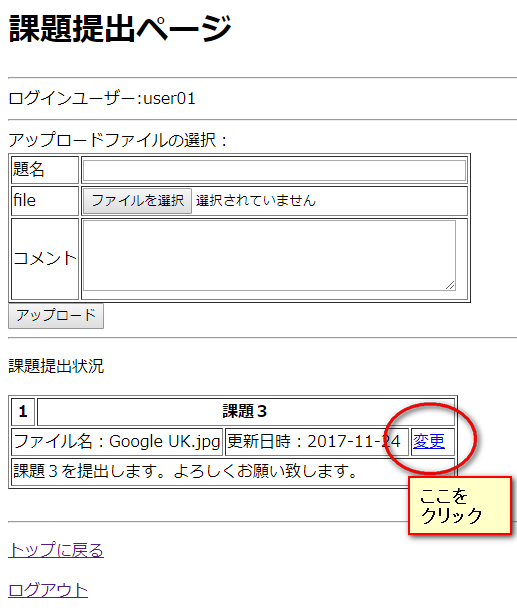 課題提出ページ
ログインユーザー:user01
アップロードファイルの選択：
題名
file ファイルを選択 選択されていません
コメント
アップロード
課題提出状況
1 課題３
ファイル名：Google UK.jpg 更新日時：2017-11-24 変更
課題３を提出します。よろしくお願い致します。
ここを
クリック
トップに戻る
ログアウト